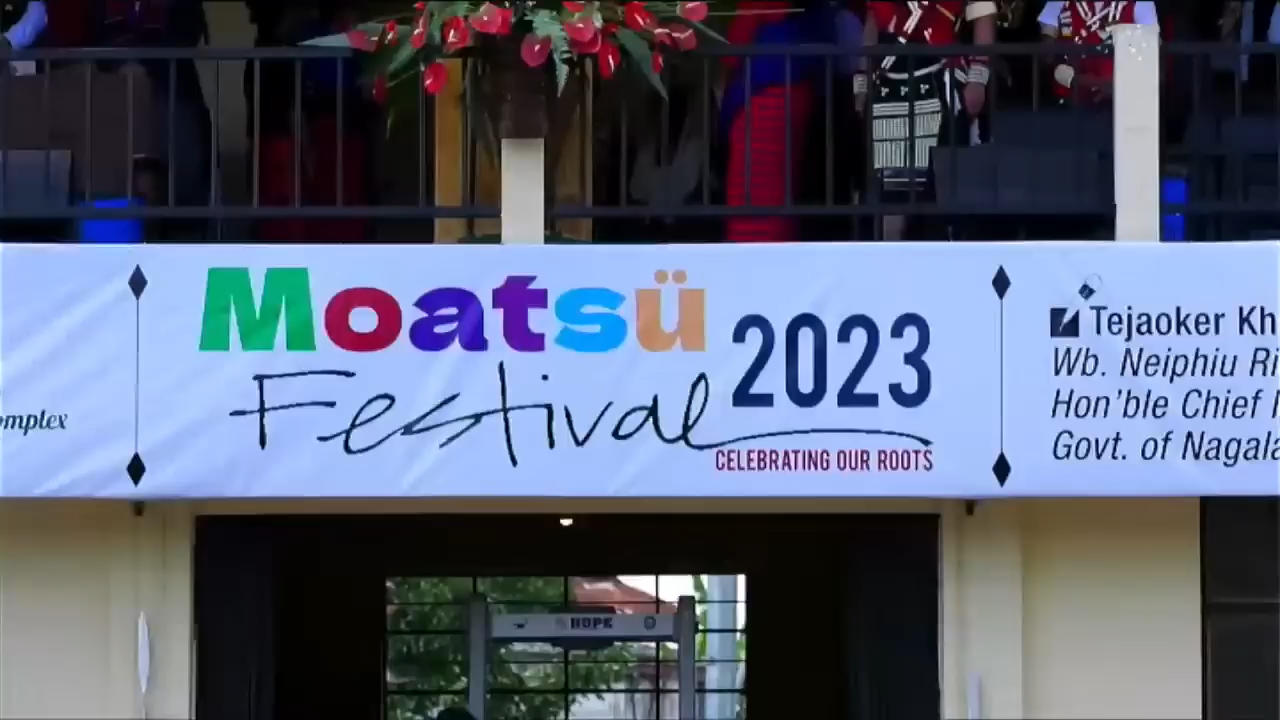 Moatsü
Festival
2023
CELEBRATING OUR ROOTS
Tejaoker Kh
Wb. Neiphiu Ri
Hon'ble Chief
Govt. of Nagala
omplex
HOPE